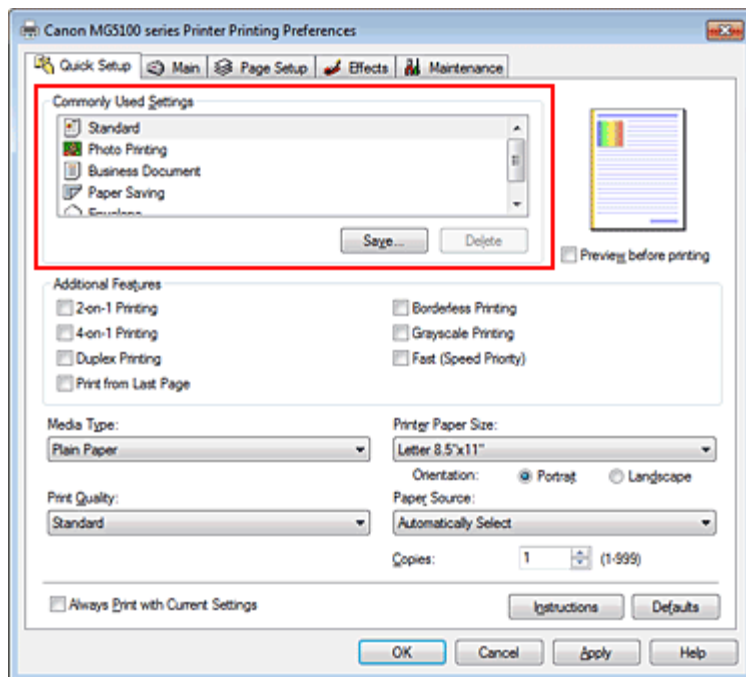 Canon MG5100 series Printer Printing Preferences
Quick Setup Main Page Setup Effects Maintenance
Commonly Used Settings
Standard
Photo Printing
Business Document
Paper Saving
Envelope
Save... Delete
Preview before printing
Additional Features
2-on-1 Printing
Borderless Printing
4-on-1 Printing
Grayscale Printing
Duplex Printing
Fast (Speed Priority)
Print from Last Page
Media Type:
Printer Paper Size:
Plain Paper
Letter 8.5"x11"
Orientation: Portrait Landscape
Print Quality:
Paper Source:
Standard
Automatically Select
Copies: 1 (1-999)
Always Print with Current Settings
Instructions Defaults
OK Cancel Apply Help